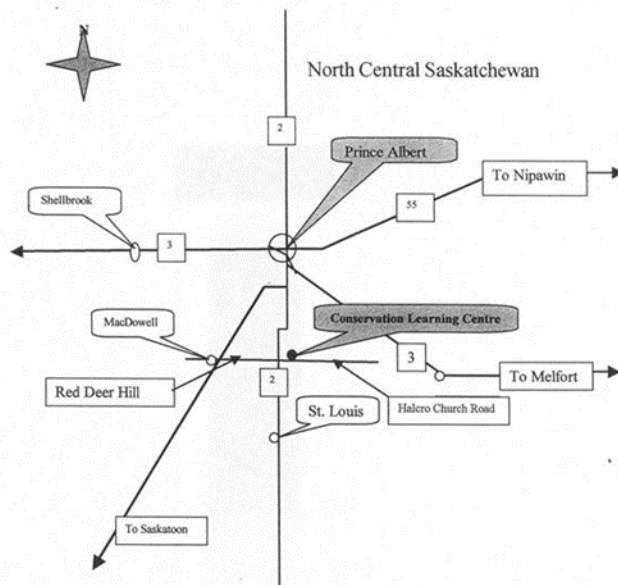 N
North Central Saskatchewan
2
Prince Albert
To Nipawin
55
Shellbrook
3
MacDowell
Conservation Learning Centre
3
Red Deer Hill
2
To Melfort
St. Louis
Halcro Church Road
To Saskatoon